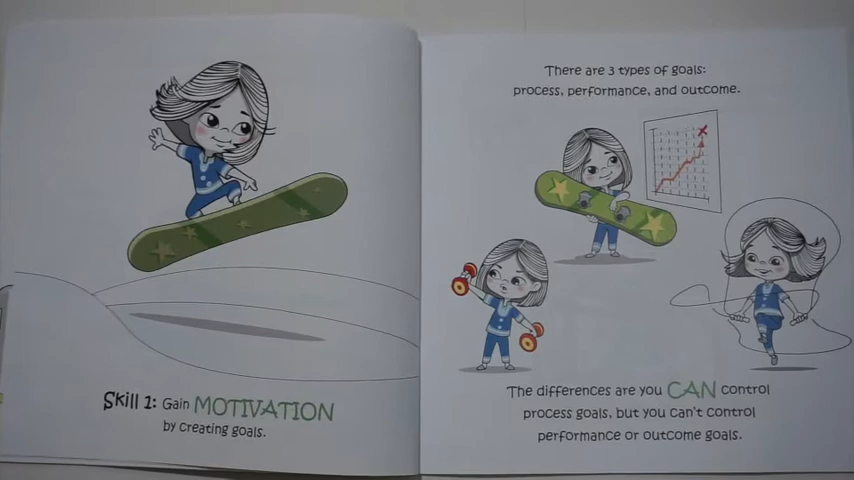 Skill 1: Gain MOTIVATION
by creating goals.
There are 3 types of goals:
process, performance, and outcome.
The differences are you CAN control
process goals, but you can't control
performance or outcome goals.